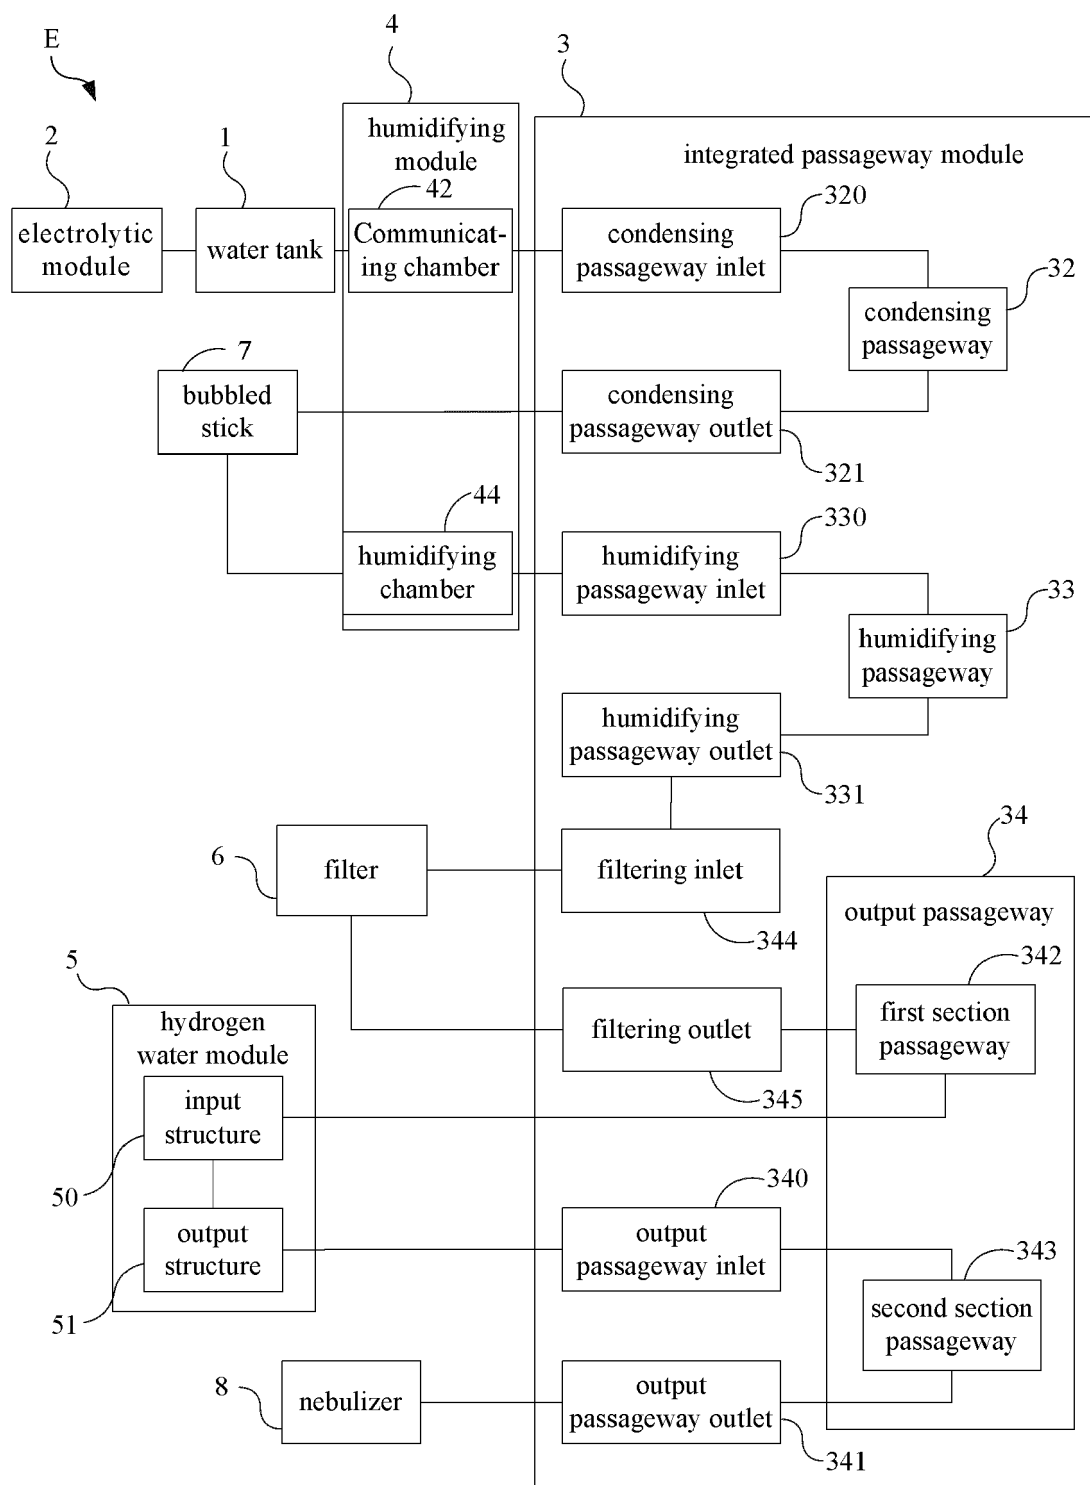 E
4
3
2
1
humidifying
module
integrated passageway module
42
320
electrolytic
module
water tank
Communicat-
ing chamber
condensing
passageway inlet
32
condensing
passageway
7
bubbled
stick
condensing
passageway outlet
321
44
330
humidifying
chamber
humidifying
passageway inlet
33
humidifying
passageway
humidifying
passageway outlet
331
34
6
filter
filtering inlet
output passageway
344
342
5
hydrogen
water module
filtering outlet
first section
passageway
345
input
structure
50
340
output
structure
output
passageway inlet
343
51
second section
passageway
8
nebulizer
output
passageway outlet
341